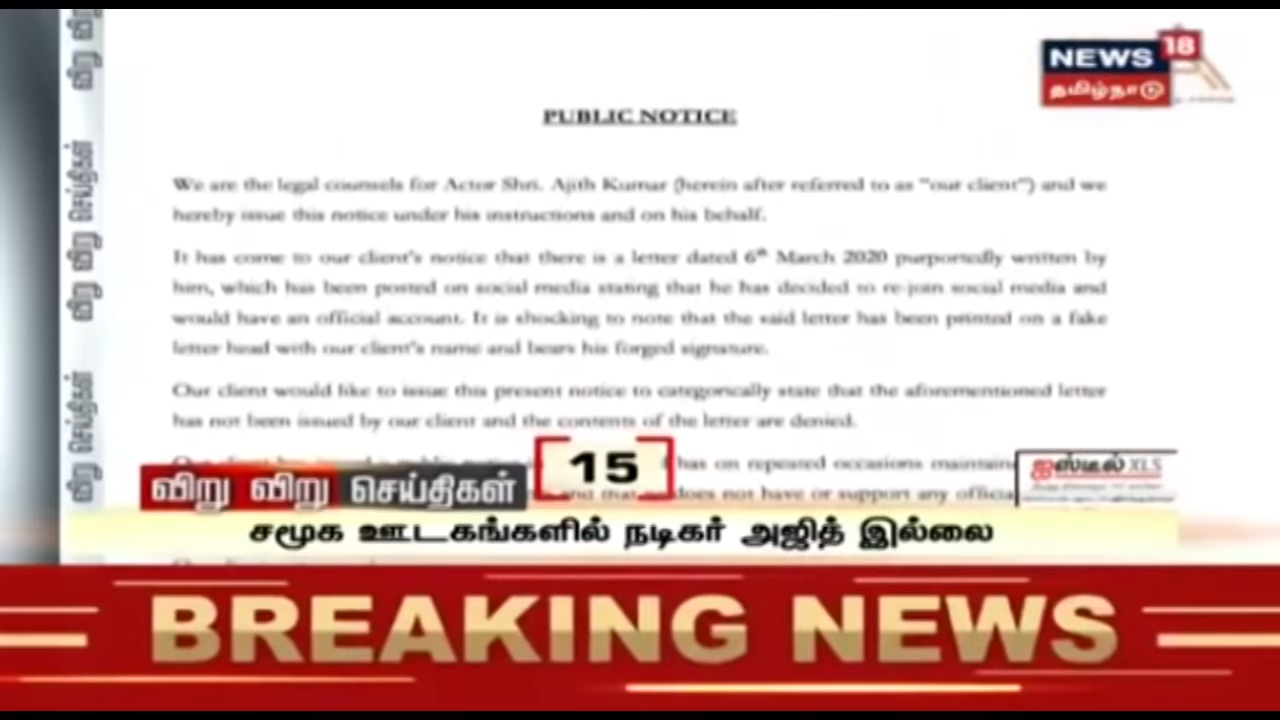 NEWS 18
தமிழ்நாடு
விறு விறு செய்திகள்
PUBLIC NOTICE
We are the legal counsels for Actor Shri. Ajith Kumar (herein after referred to as "our client") and we
hereby issue this notice under his instructions and on his behalf.
It has come to our client's notice that there is a letter dated 6th March 2020 purportedly written by
him, which has been posted on social media stating that he has decided to re-join social media and
would have an official account. It is shocking to note that the said letter has been printed on a fake
letter head with our client's name and bears his forged signature.
Our client would like to issue this present notice to categorically state that the aforementioned letter
has not been issued by our client and the contents of the letter are denied.
has on repeated occasions
and that does not have or support any
விறு விறு செய்திகள்
15
ஐஸ்டீல் XLS
சமூக ஊடகங்களில் நடிகர் அஜித் இல்லை
BREAKING NEWS